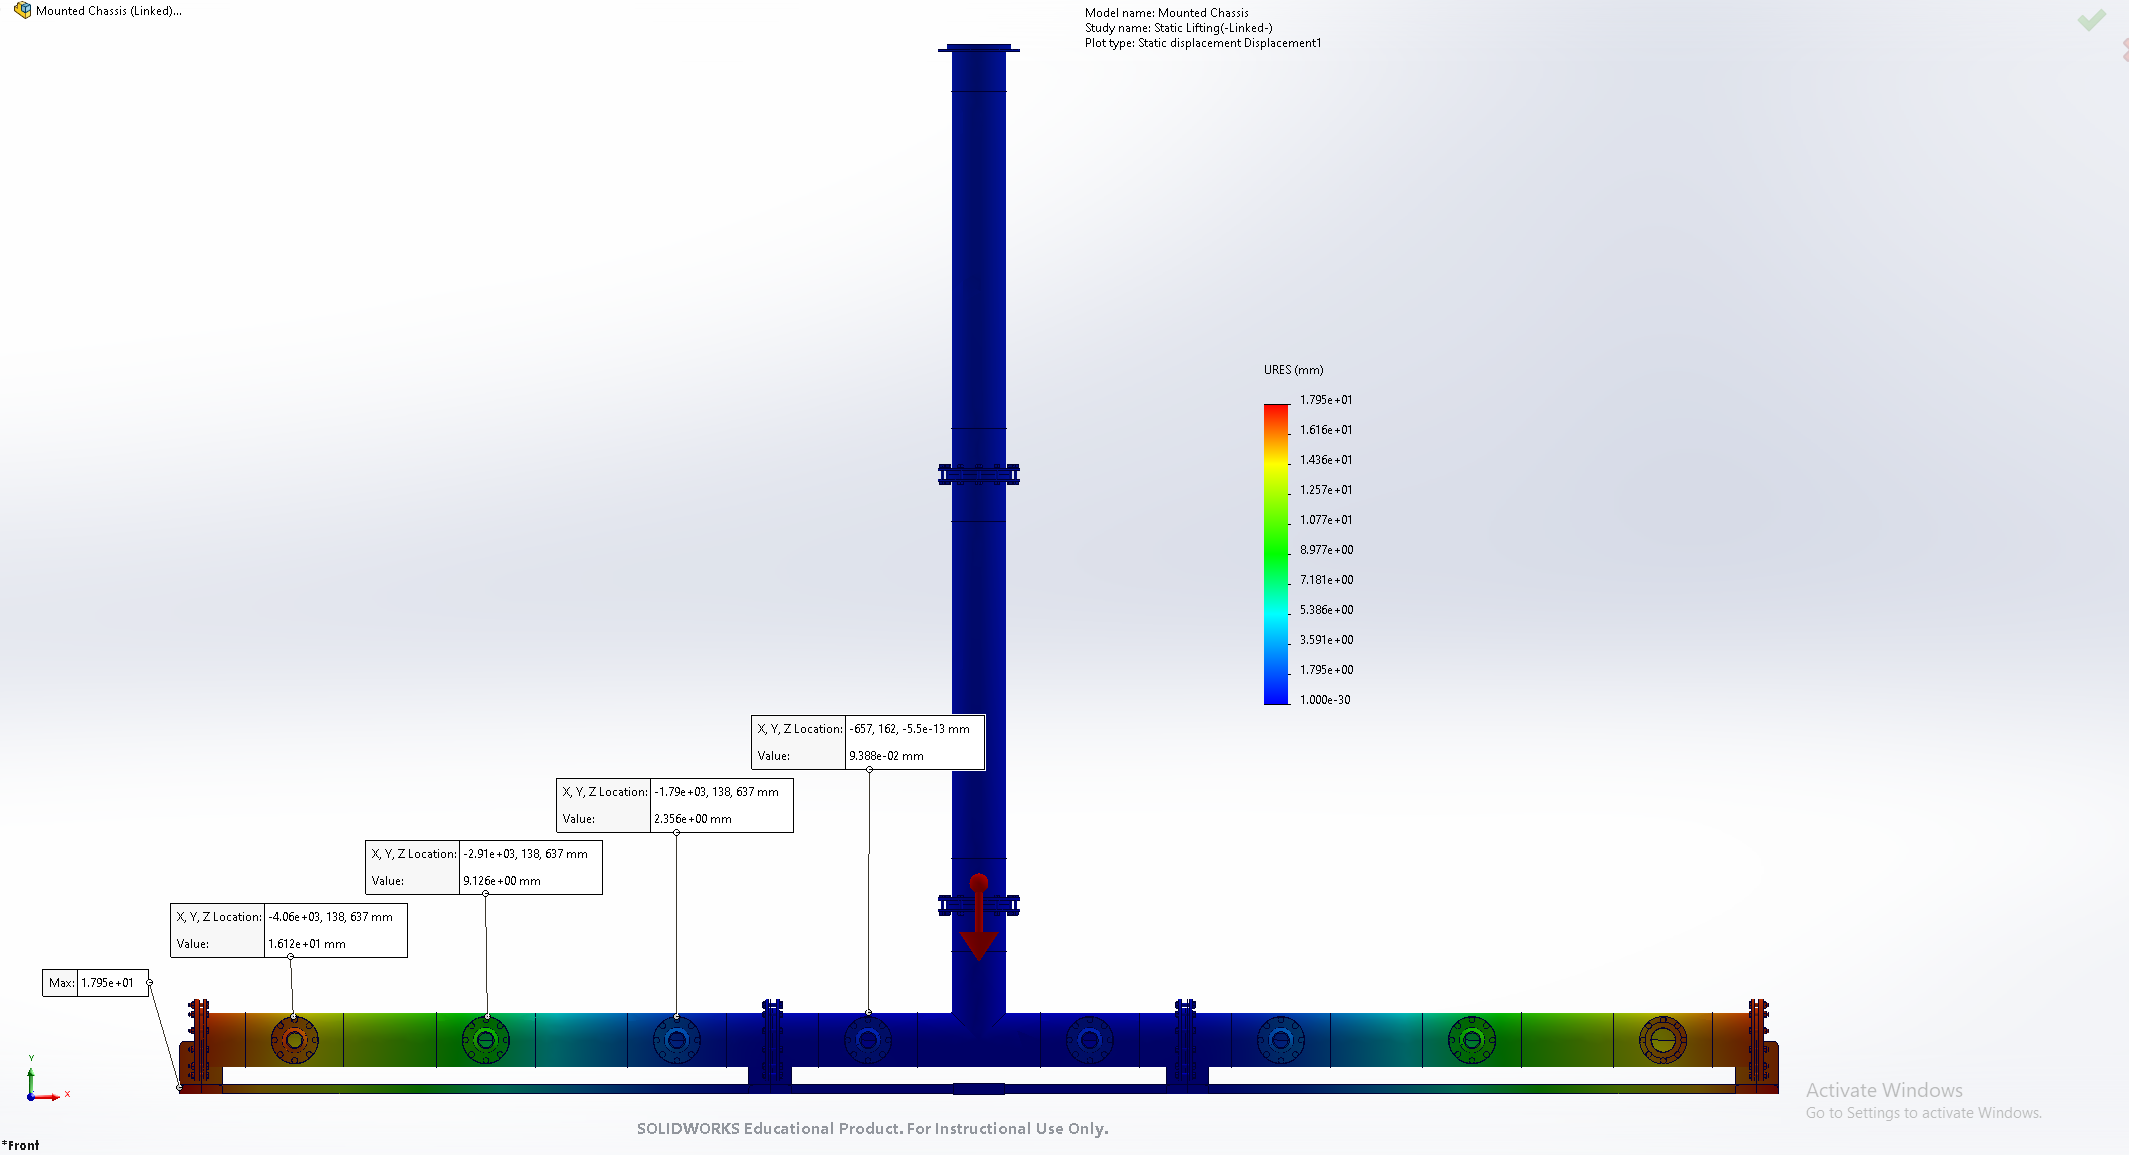 Mounted Chassis (Linked)...
Model name: Mounted Chassis
Study name: Static Lifting(-Linked-)
Plot type: Static displacement Displacement1
URES (mm)
1.795e+01
1.616e+01
1.436e+01
1.257e+01
1.077e+01
8.977e+00
7.181e+00
5.386e+00
3.591e+00
1.795e+00
1.000e-30
X, Y, Z Location: -657, 162, -5.5e-13 mm
Value: 9.388e-02 mm
X, Y, Z Location: -1.79e+03, 138, 637 mm
Value: 2.356e+00 mm
X, Y, Z Location: -2.91e+03, 138, 637 mm
Value: 9.126e+00 mm
X, Y, Z Location: -4.06e+03, 138, 637 mm
Value: 1.612e+01 mm
Max: 1.795e+01
Y
X
Activate Windows
Go to Settings to activate Windows.
SOLIDWORKS Educational Product. For Instructional Use Only.
*Front